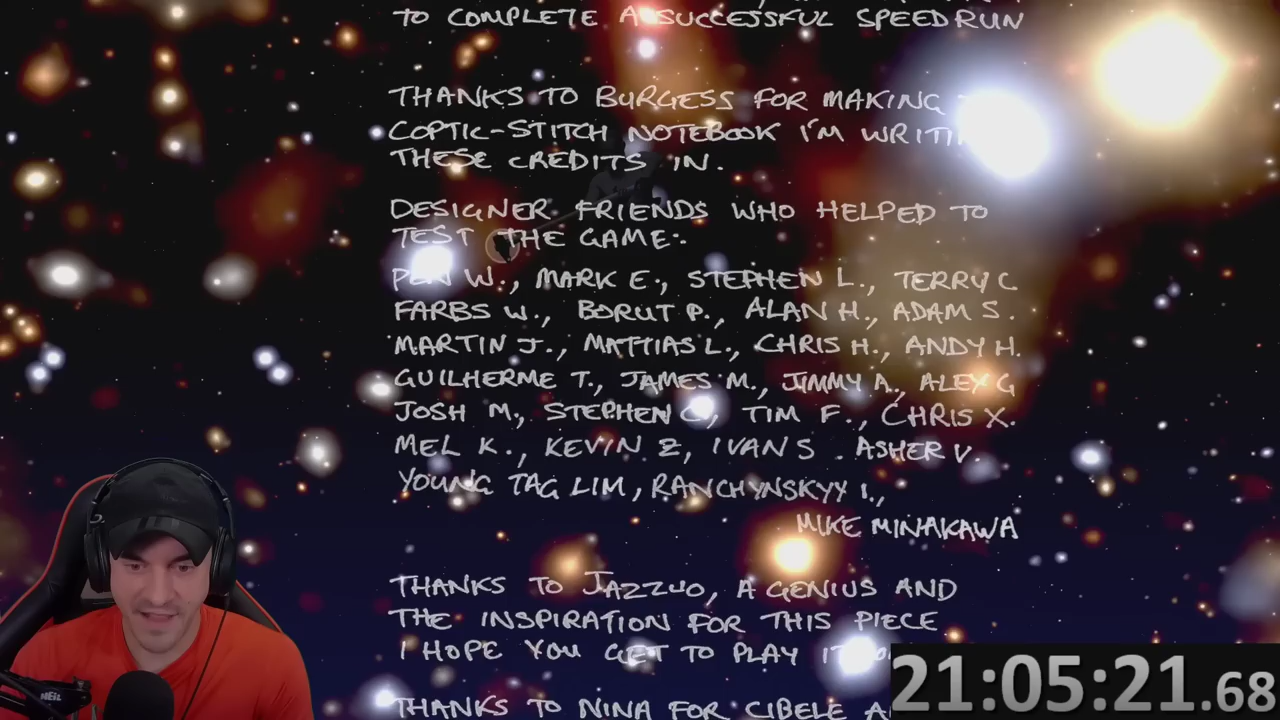 TO COMPLETE A SUCCESSFUL SPEEDRUN
THANKS TO BURGESS FOR MAKING
COPTIC-STITCH NOTEBOOK I'M
THESE CREDITS IN.
DESIGNER FRIENDS WHO HELPED TO
TEST THE GAME:
W., MARK E., STEPHEN L., TERRY C
FARBS W., BORUT P., ALAN H., ADAM S.
MARTIN J., MATTIAS L., CHRIS H., ANDY H.
GUILHERME T., JAMES M., JIMMY A., ALEX G
JOSH M., STEPHEN C., TIM F., CHRIS X.
MEL K., KEVIN Z, IVAN S. ASHER V.
YOUNG TAG LIM, RANCHYNSKYY I.,
MIKE MINAKAWA
THANKS TO JAZZUO, A GENIUS AND
THE INSPIRATION FOR THIS PIECE
I HOPE YOU GET TO PLAY IT
THANKS TO NINA FOR CIBELE
21:05:21.68